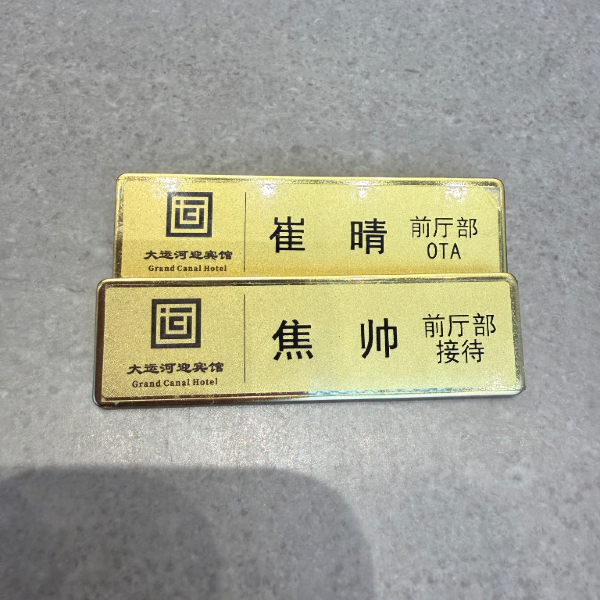 大运河迎宾馆
Grand Canal Hotel
崔 晴
前厅部
OTA
大运河迎宾馆
Grand Canal Hotel
焦 帅
前厅部
接待